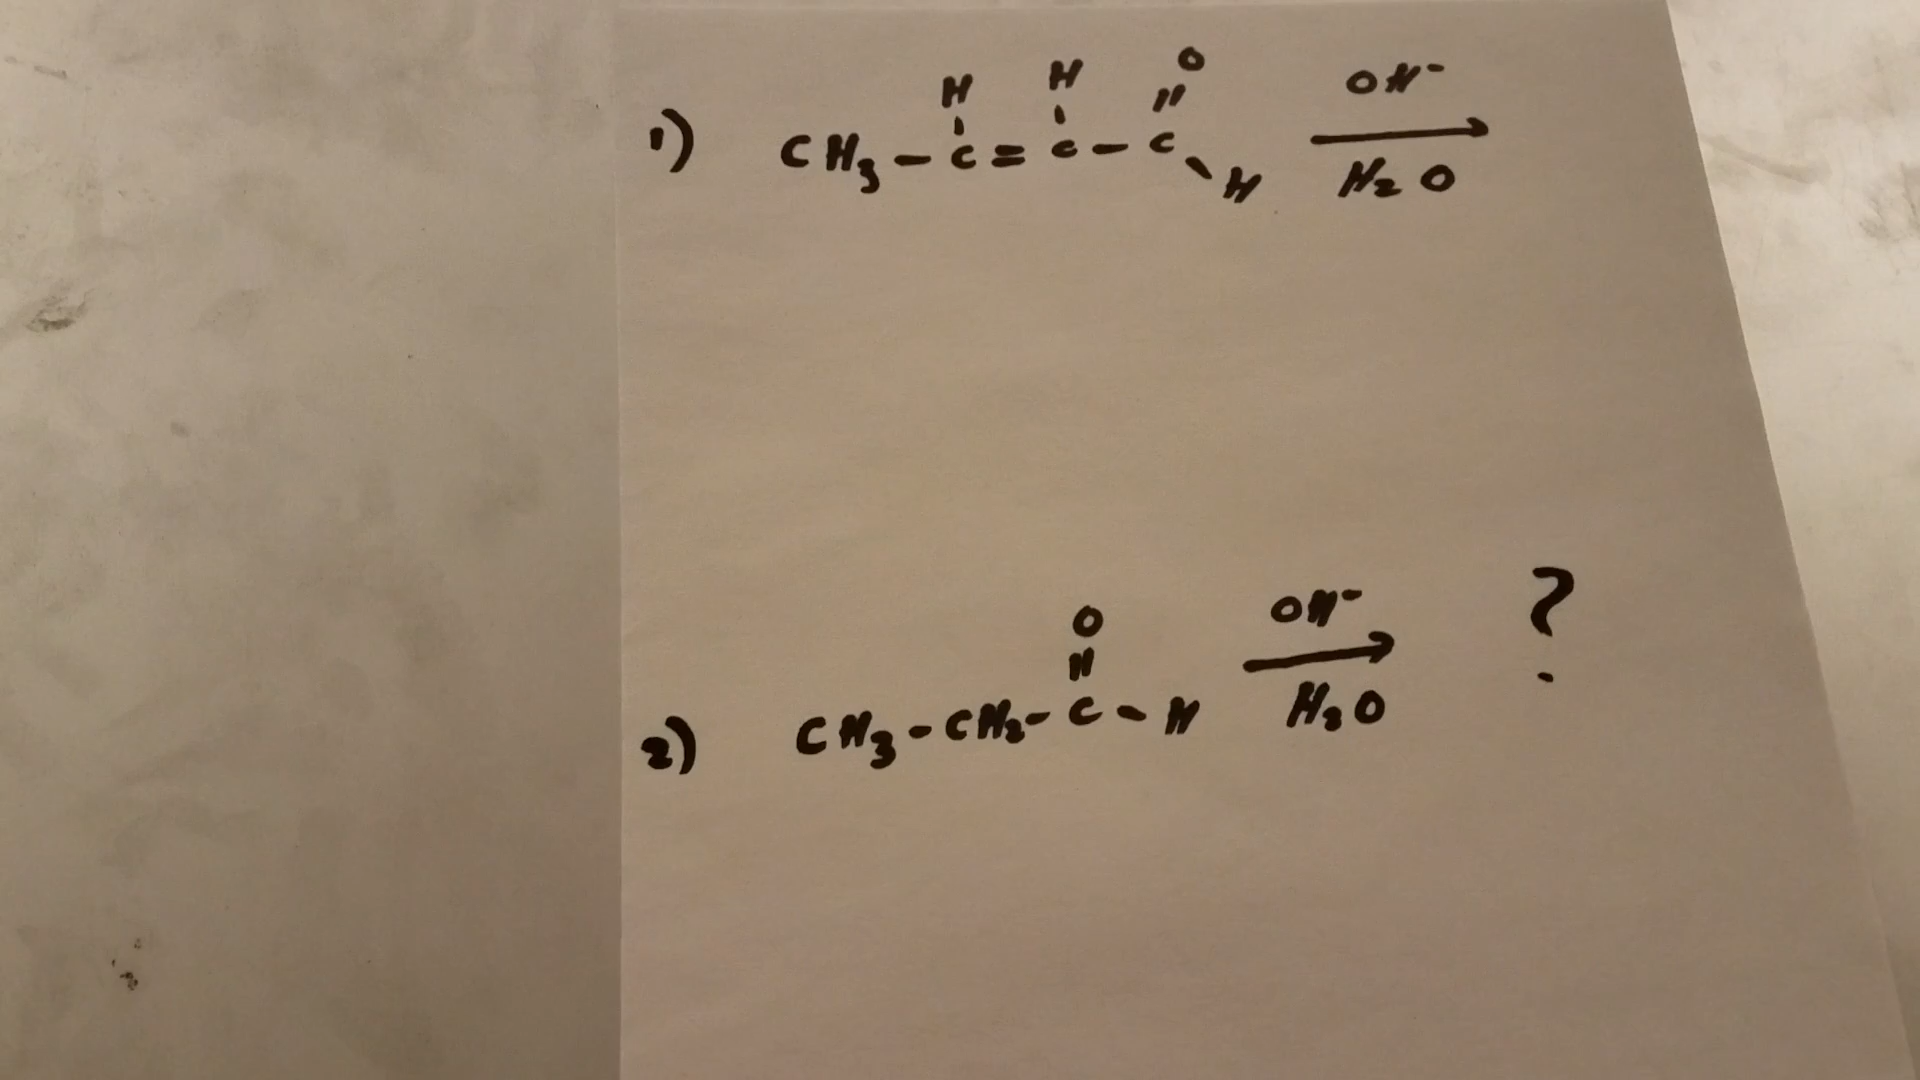 H H O OH⁻
1) CH₃ - C = C - C H H₂O
O OH⁻ ?
2) CH₃ - CH₂ - C - H H₂O